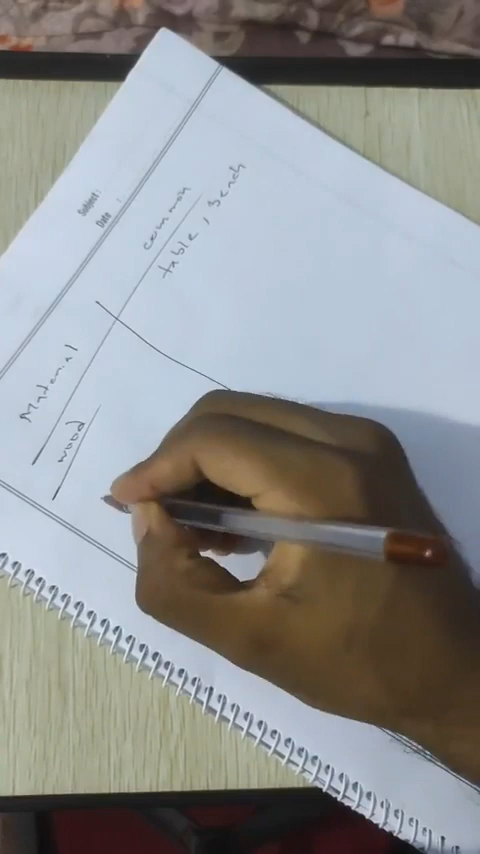 Subject :
Date :
Material common
wood table, Bench